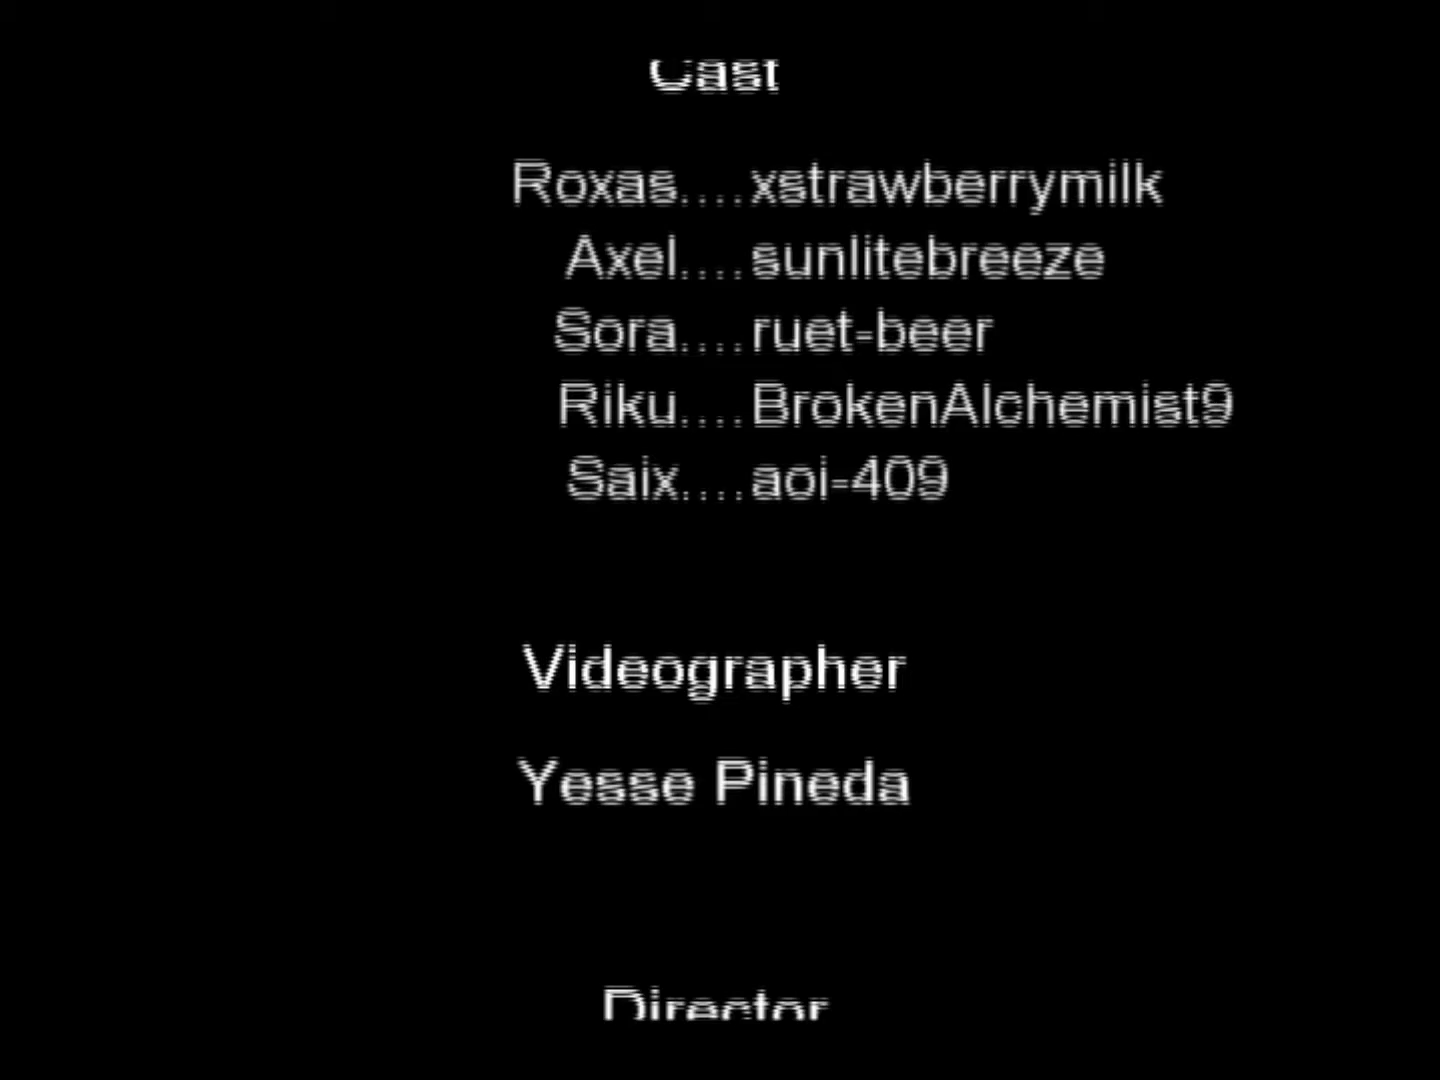 Cast
Roxas....xstrawberrymilk
Axel....sunlitebreeze
Sora....ruet-beer
Riku....BrokenAlchemist9
Saix....aoi-409
Videographer
Yesse Pineda
Director